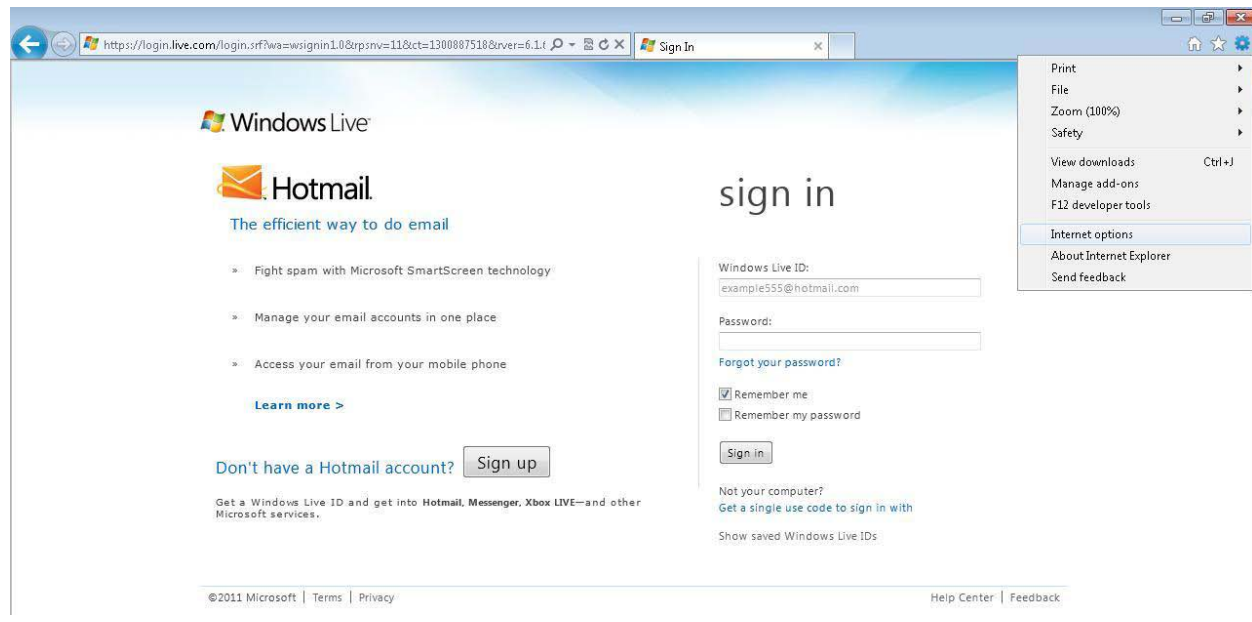 https://login.live.com/login.srf?wa=wsignin1.0&rpsnv=11&ct=1300887518&rver=6.1.6
Sign In
Print
File
Zoom (100%)
Safety
View downloads Ctrl+J
Manage add-ons
F12 developer tools
Internet options
About Internet Explorer
Send feedback
Windows Live
Hotmail
The efficient way to do email
» Fight spam with Microsoft SmartScreen technology
» Manage your email accounts in one place
» Access your email from your mobile phone
Learn more >
Don't have a Hotmail account? Sign up
Get a Windows Live ID and get into Hotmail, Messenger, Xbox LIVE—and other
Microsoft services.
sign in
Windows Live ID:
example555@hotmail.com
Password:
Forgot your password?
Remember me
Remember my password
Sign in
Not your computer?
Get a single use code to sign in with
Show saved Windows Live IDs
©2011 Microsoft | Terms | Privacy
Help Center | Feedback